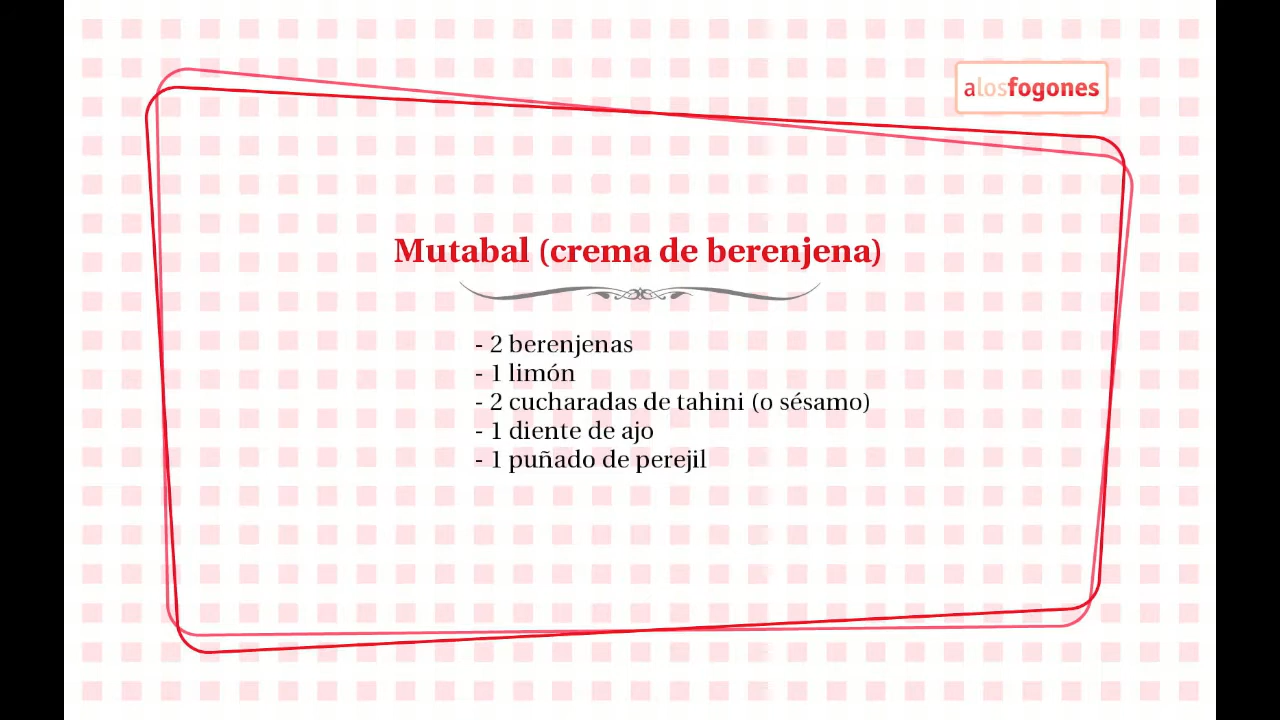 alosfogones
Mutabal (crema de berenjena)
- 2 berenjenas
- 1 limón
- 2 cucharadas de tahini (o sésamo)
- 1 diente de ajo
- 1 puñado de perejil